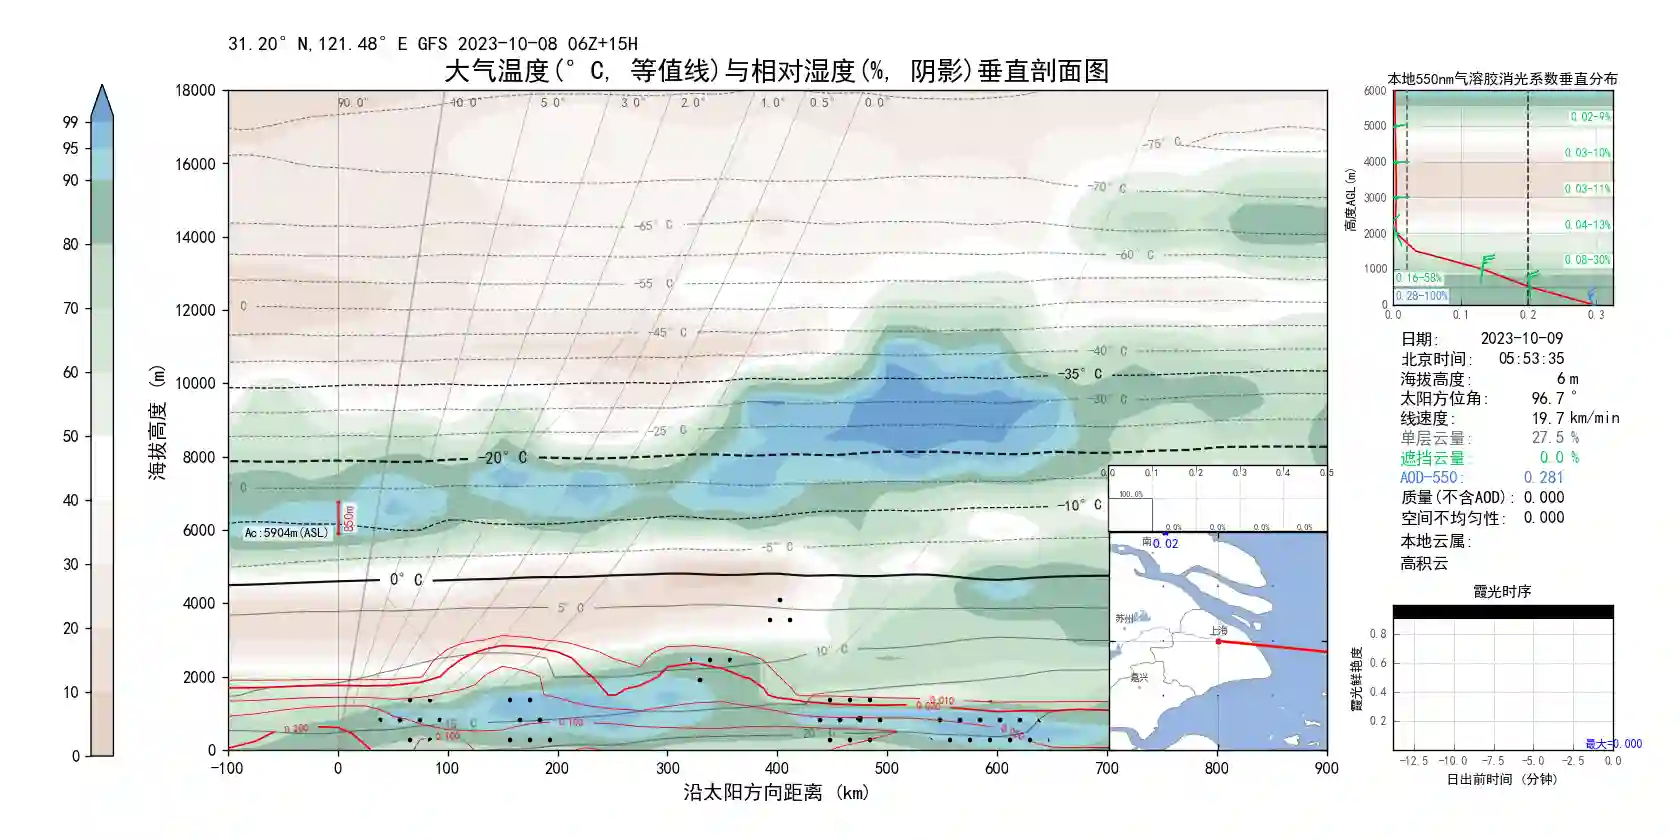 31.20° N,121.48° E GFS 2023-10-08 06Z+15H
大气温度(° C, 等值线)与相对湿度(%, 阴影)垂直剖面图
99
95
90
80
70
60
50
40
30
20
10
0
海拔高度 (m)
18000
16000
14000
12000
10000
8000
6000
4000
2000
0
90.0°
10.0°
5.0°
3.0°
2.0°
1.0°
0.5°
0.0°
-75° C
-70° C
-65° C
-60° C
-55° C
-45° C
-40° C
-35° C
-30° C
-25° C
-20° C
-10° C
-5° C
0° C
5° C
10° C
15° C
20° C
0
0
850m
Ac:5904m(ASL)
0.200
0.100
0.100
0.010
-100
0
100
200
300
400
500
600
700
800
900
沿太阳方向距离 (km)
0.0
0.1
0.2
0.3
0.4
0.5
100.0%
0.0%
0.0%
0.0%
0.0%
南
0.02
苏州
上海
嘉兴
本地550nm气溶胶消光系数垂直分布
高度AGL(m)
6000
5000
4000
3000
2000
1000
0
0.02-9%
0.03-10%
0.03-11%
0.04-13%
0.08-30%
0.16-58%
0.28-100%
0.0
0.1
0.2
0.3
日期: 2023-10-09
北京时间: 05:53:35
海拔高度: 6 m
太阳方位角: 96.7 °
线速度: 19.7 km/min
单层云量: 27.5 %
遮挡云量: 0.0 %
AOD-550: 0.281
质量(不含AOD): 0.000
空间不均匀性: 0.000
本地云属:
高积云
霞光时序
霞光鲜艳度
0.8
0.6
0.4
0.2
最大=0.000
-12.5
-10.0
-7.5
-5.0
-2.5
0.0
日出前时间 (分钟)